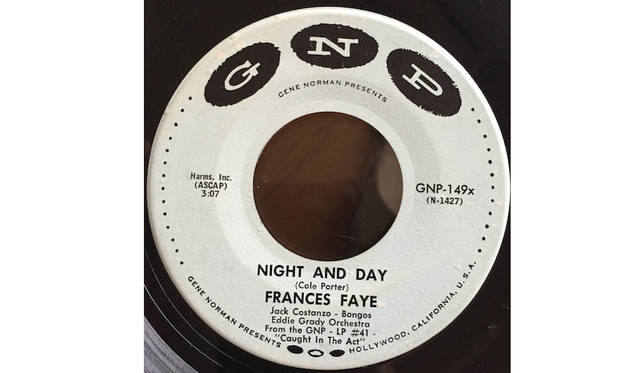 GNP
GENE NORMAN PRESENTS
Harms, Inc.
(ASCAP)
3:07
GNP-149x
(N-1427)
NIGHT AND DAY
(Cole Porter)
FRANCES FAYE
Jack Costanzo - Bongos
Eddie Grady Orchestra
From the GNP - LP #41 -
"Caught In The Act"
GENE NORMAN PRESENTS
HOLLYWOOD, CALIFORNIA, U.S.A.